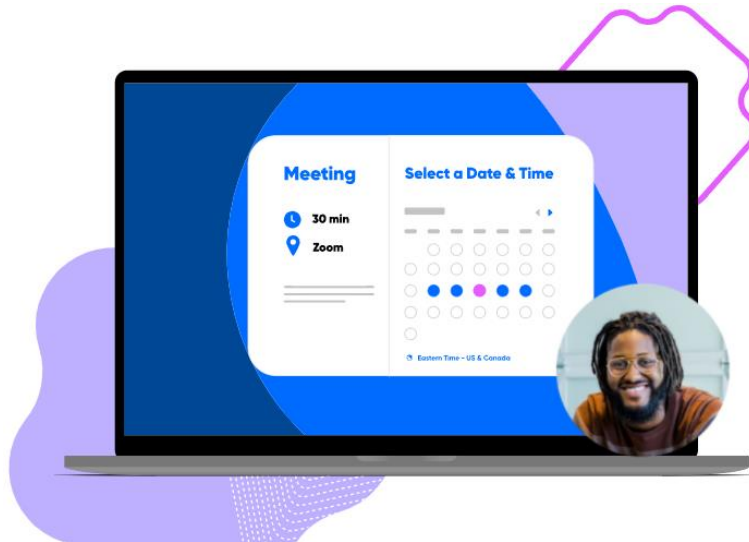 Meeting
30 min
Zoom
Select a Date & Time
Eastern Time - US & Canada